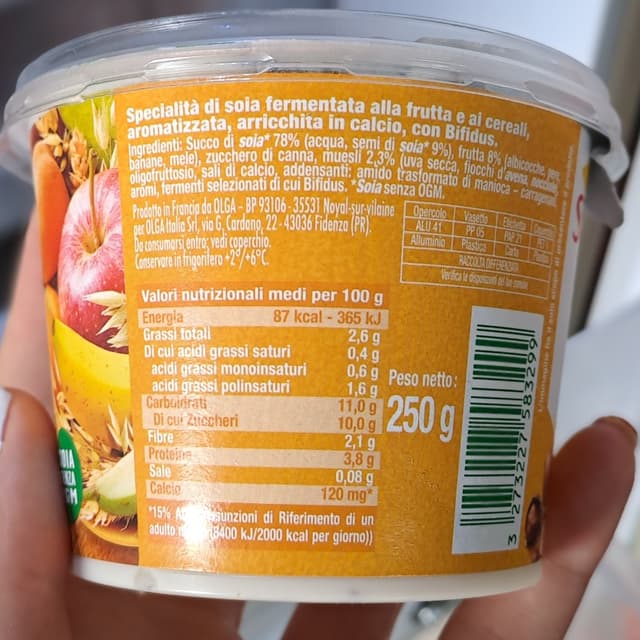 Specialità di soia fermentata alla frutta e ai cereali,
aromatizzata, arricchita in calcio, con Bifidus.
Ingredienti: Succo di soia* 78% (acqua, semi di soia* 9%), frutta 8% (albicocche, pere,
banane, mele), zucchero di canna, muesli 2,3% (uva secca, fiocchi d'avena, nocciole,
oligofruttosio, sali di calcio, addensanti: amido trasformato di manioca - carragenani,
aromi, fermenti selezionati di cui Bifidus. *Soia senza OGM.
Prodotto in Francia da OLGA - BP 93106 - 35531 Noyal-sur-vilaine
per OLGA Italia Srl, via G. Cardano, 22 - 43036 Fidenza (PR).
Da consumarsi entro: vedi coperchio.
Conservare in frigorifero +2°/+6°C
Opercolo Vasetto Etichetta
ALU 41 PP 05 PAP 21
Alluminio Plastica Carta Plastica
RACCOLTA DIFFERENZIATA
Verifica le disposizioni del tuo comune
Valori nutrizionali medi per 100 g
Energia 87 kcal - 365 kJ
Grassi totali 2,6 g
Di cui acidi grassi saturi 0,4 g
acidi grassi monoinsaturi 0,6 g
acidi grassi polinsaturi 1,6 g
Carboidrati 11,0 g
Di cui Zuccheri 10,0 g
Fibre 2,1 g
Proteine 3,8 g
Sale 0,08 g
Calcio 120 mg*
*15% Assunzioni di Riferimento di un
adulto (8400 kJ/2000 kcal per giorno))
Peso netto:
250 g
3 273227 583299